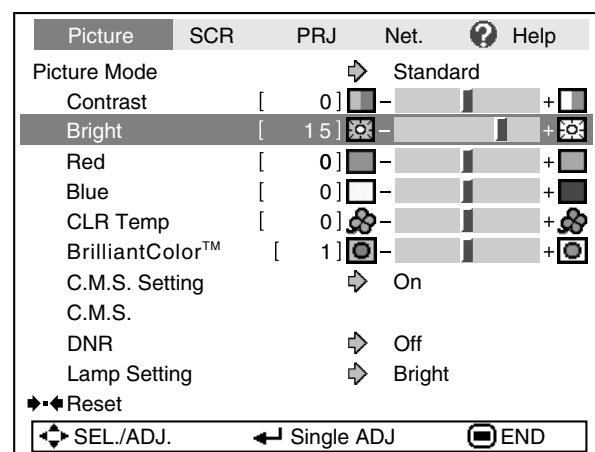 Picture SCR PRJ Net. Help
Picture Mode Standard
Contrast [ 0 ] - +
Bright [ 15 ] - +
Red [ 0 ] - +
Blue [ 0 ] - +
CLR Temp [ 0 ] - +
BrilliantColor™ [ 1 ] - +
C.M.S. Setting On
C.M.S.
DNR Off
Lamp Setting Bright
Reset
SEL./ADJ. Single ADJ END